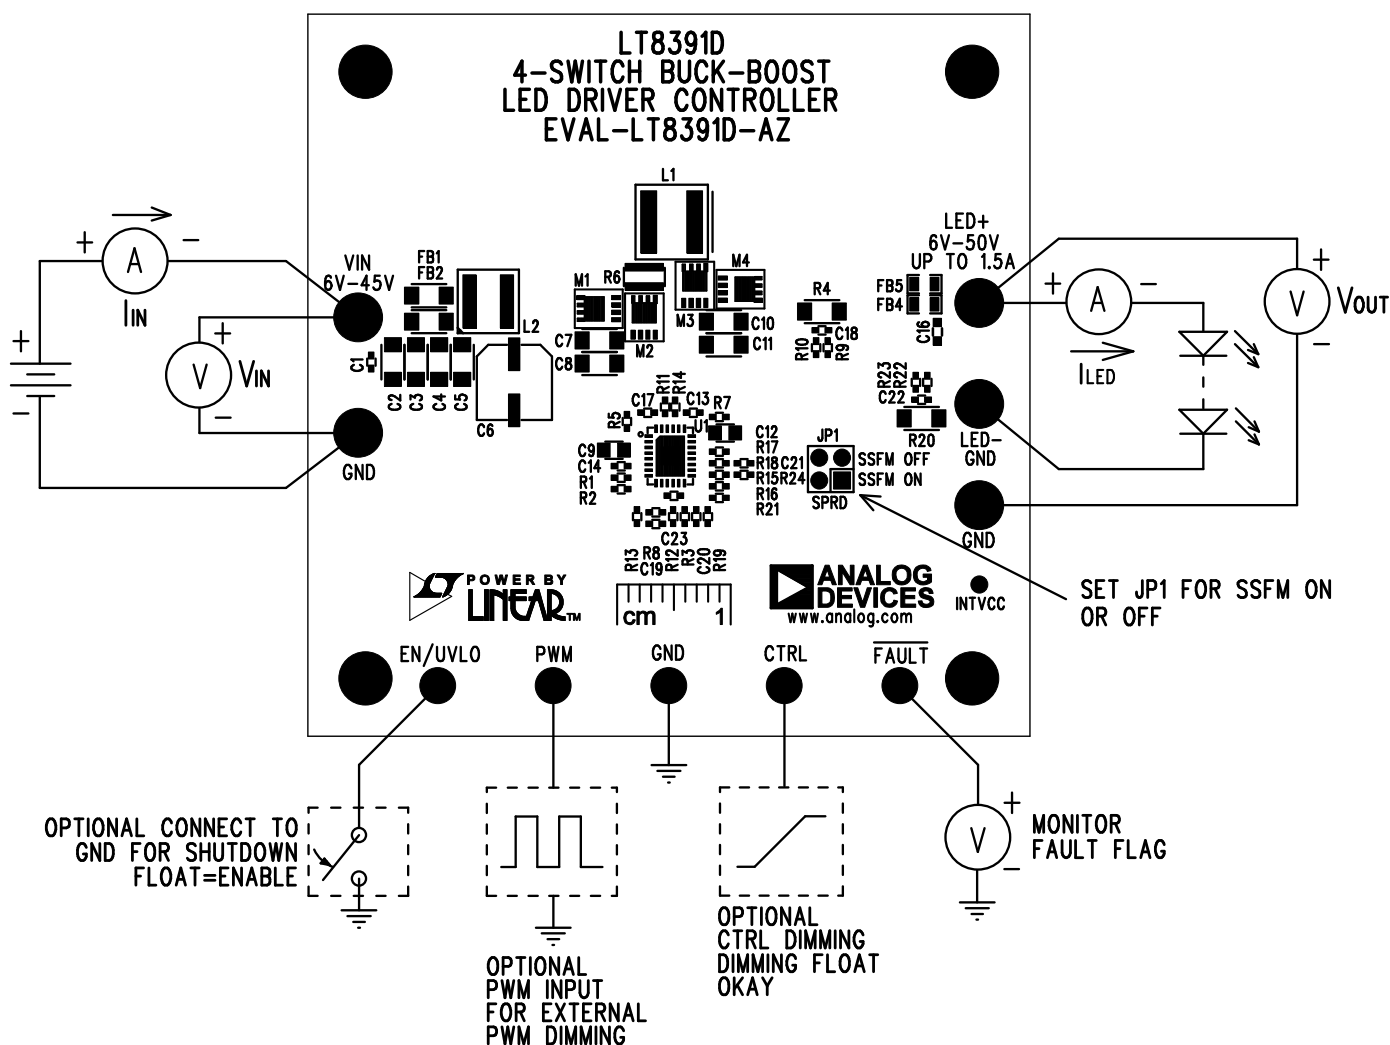 LT8391D
4-SWITCH BUCK-BOOST
LED DRIVER CONTROLLER
EVAL-LT8391D-AZ
L1
+
A
-
IIN
VIN
6V-45V
FB1
FB2
L2
M1
R6
M4
M3
M2
C7
C8
C10
C11
R4
C18
R10
R9
LED+
6V-50V
UP TO 1.5A
FB5
FB4
C16
+
A
-
ILED
+
V
-
VOUT
+
-
+
V
-
VIN
GND
C1
C2
C3
C4
C5
C6
R11
R14
C17
C13
R7
R5
U1
C9
C14
R1
R2
C12
R17
R18
R15
R16
R21
C21
R24
JP1
SSFM OFF
SSFM ON
SPRD
R23
R22
C22
R20
LED-
GND
GND
C23
R13
R8
C19
R12
R3
C20
R19
POWER BY
LINEAR™
cm 1
ANALOG
DEVICES
www.analog.com
INTVCC
SET JP1 FOR SSFM ON
OR OFF
EN/UVLO
PWM
GND
CTRL
FAULT
OPTIONAL CONNECT TO
GND FOR SHUTDOWN
FLOAT=ENABLE
OPTIONAL
PWM INPUT
FOR EXTERNAL
PWM DIMMING
OPTIONAL
CTRL DIMMING
DIMMING FLOAT
OKAY
+
V
-
MONITOR
FAULT FLAG